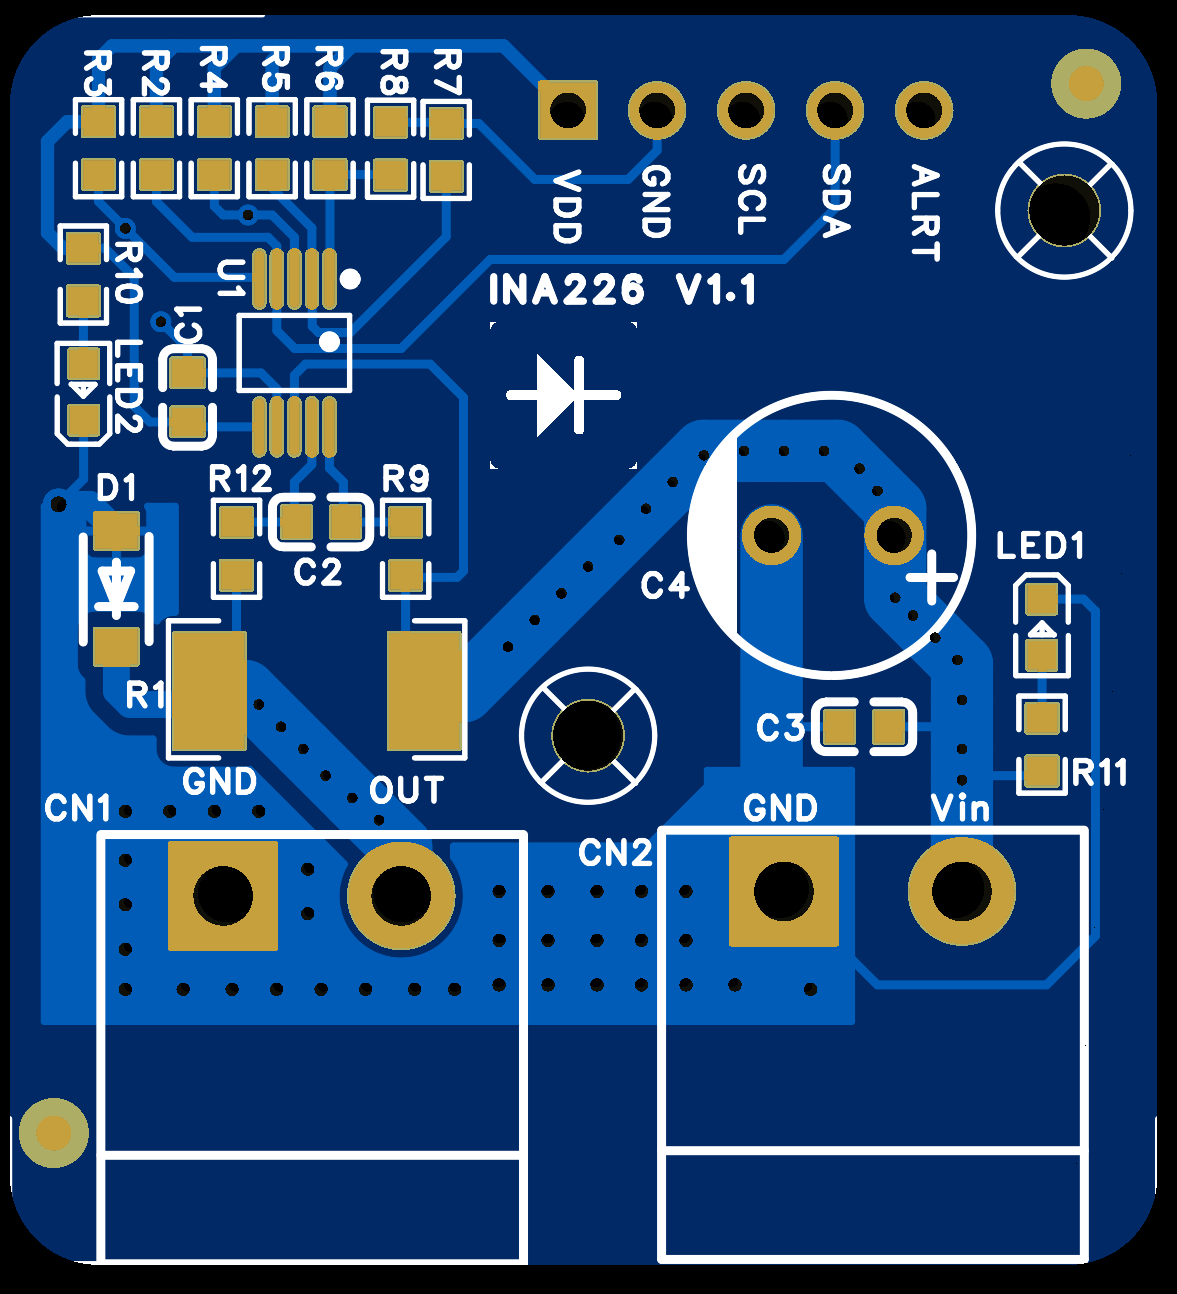 R3 R2 R4 R5 R6 R8 R7
VDD GND SCL SDA ALRT
R10
U1
INA226 V1.1
C1
LED2
D1
R12
R9
C2
C4
LED1
R1
C3
R11
GND
OUT
CN1
GND
Vin
CN2